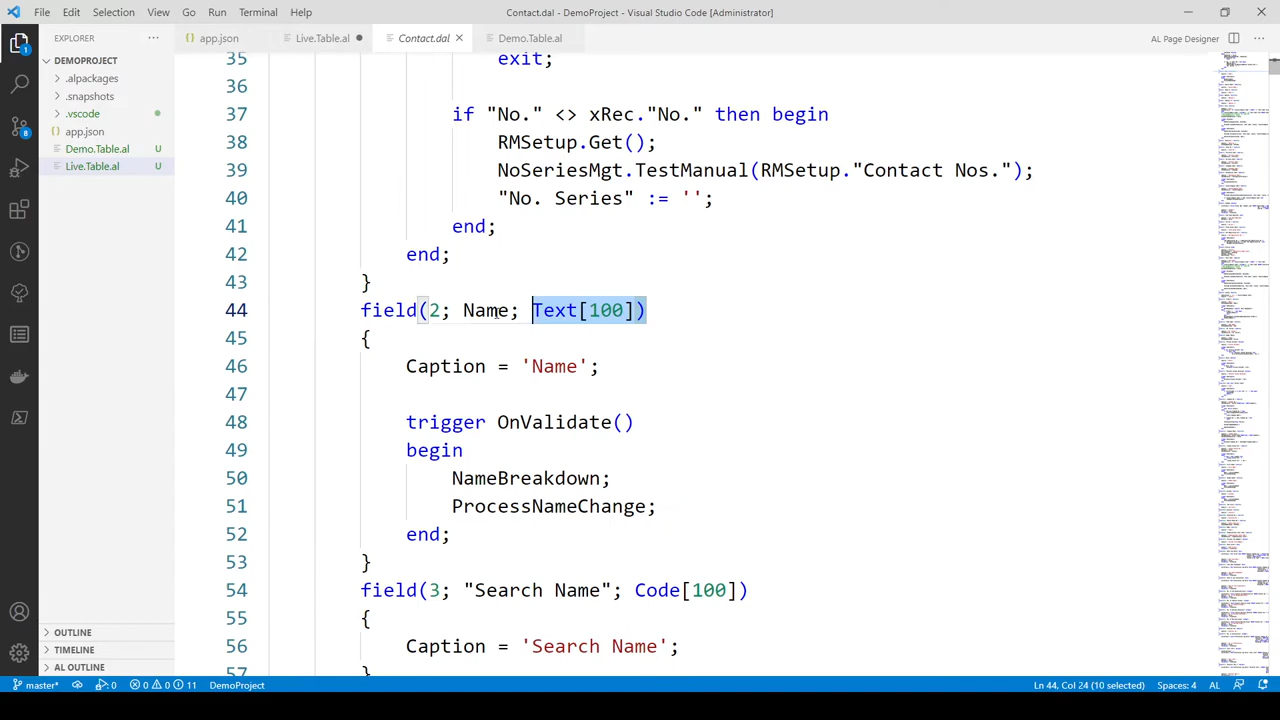 File Edit Selection View Go Run Terminal Help
Contact.dal - DemoProject - Visual Studio Code [Administrator]
EXPLORER
app.json
Live.Table.al
Contact.dal
Demo.Table.al
AL Page Designer
DEMOPROJECT
.alpackages
.snapshots
.vscode
app.json
Demo.Table.al U
Live.Table.al U
OUTLINE
TIMELINE
AL OUTLINE
1
8
35 exit;
36
37 if "No." <> xRec."No." then begin
38 RMSetup.Get();
39 NoSeriesMgt.TestManual(RMSetup."Contact Nos.");
40 "No. Series" := '';
41 end;
42 end;
43 }
44 field(2; Name; Text[100])
45
46 Caption = 'Name';
47
48 trigger OnValidate()
49 begin
50 NameBreakdown;
51 ProcessNameChange;
52 end;
53
54 field(3; "Search Name" Code[100])
55
56 Caption = 'Search Name';
57
master* 0 0 11 DemoProject
Ln 44, Col 24 (10 selected) Spaces: 4 AL